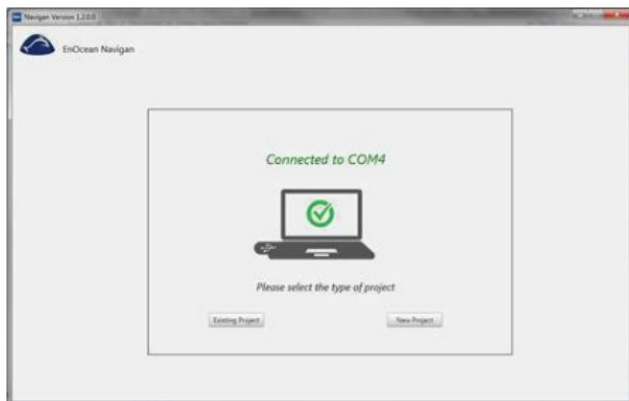 Navigan Version 1.2.0.0
EnOcean Navigan
Connected to COM4
Please select the type of project
Existing Project
New Project